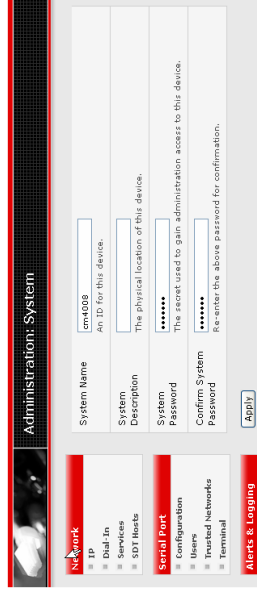 Administration: System
Network
IP
Dial-In
Services
SDT Hosts
Serial Port
Configuration
Users
Trusted Networks
Terminal
Alerts & Logging
System Name
cm4008
An ID for this device.
System
Description
The physical location of this device.
System
Password
•••••••
The secret used to gain administration access to this device.
Confirm System
Password
••••••••
Re-enter the above password for confirmation.
Apply